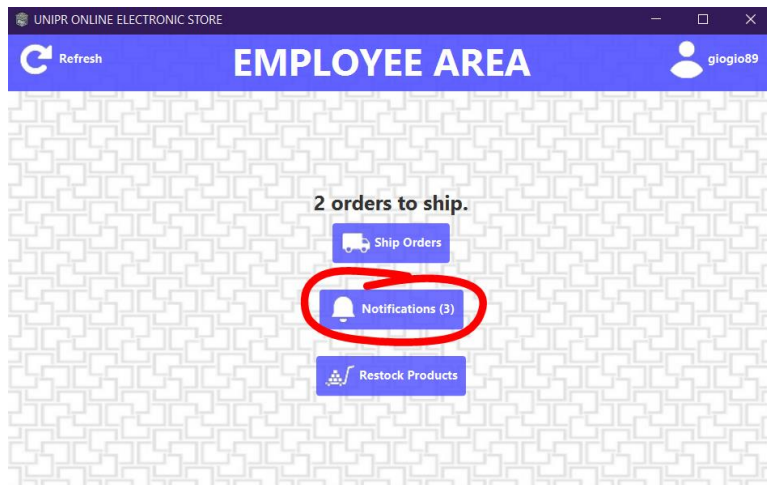 UNIPR ONLINE ELECTRONIC STORE
Refresh
EMPLOYEE AREA
giogio89
2 orders to ship.
Ship Orders
Notifications (3)
Restock Products